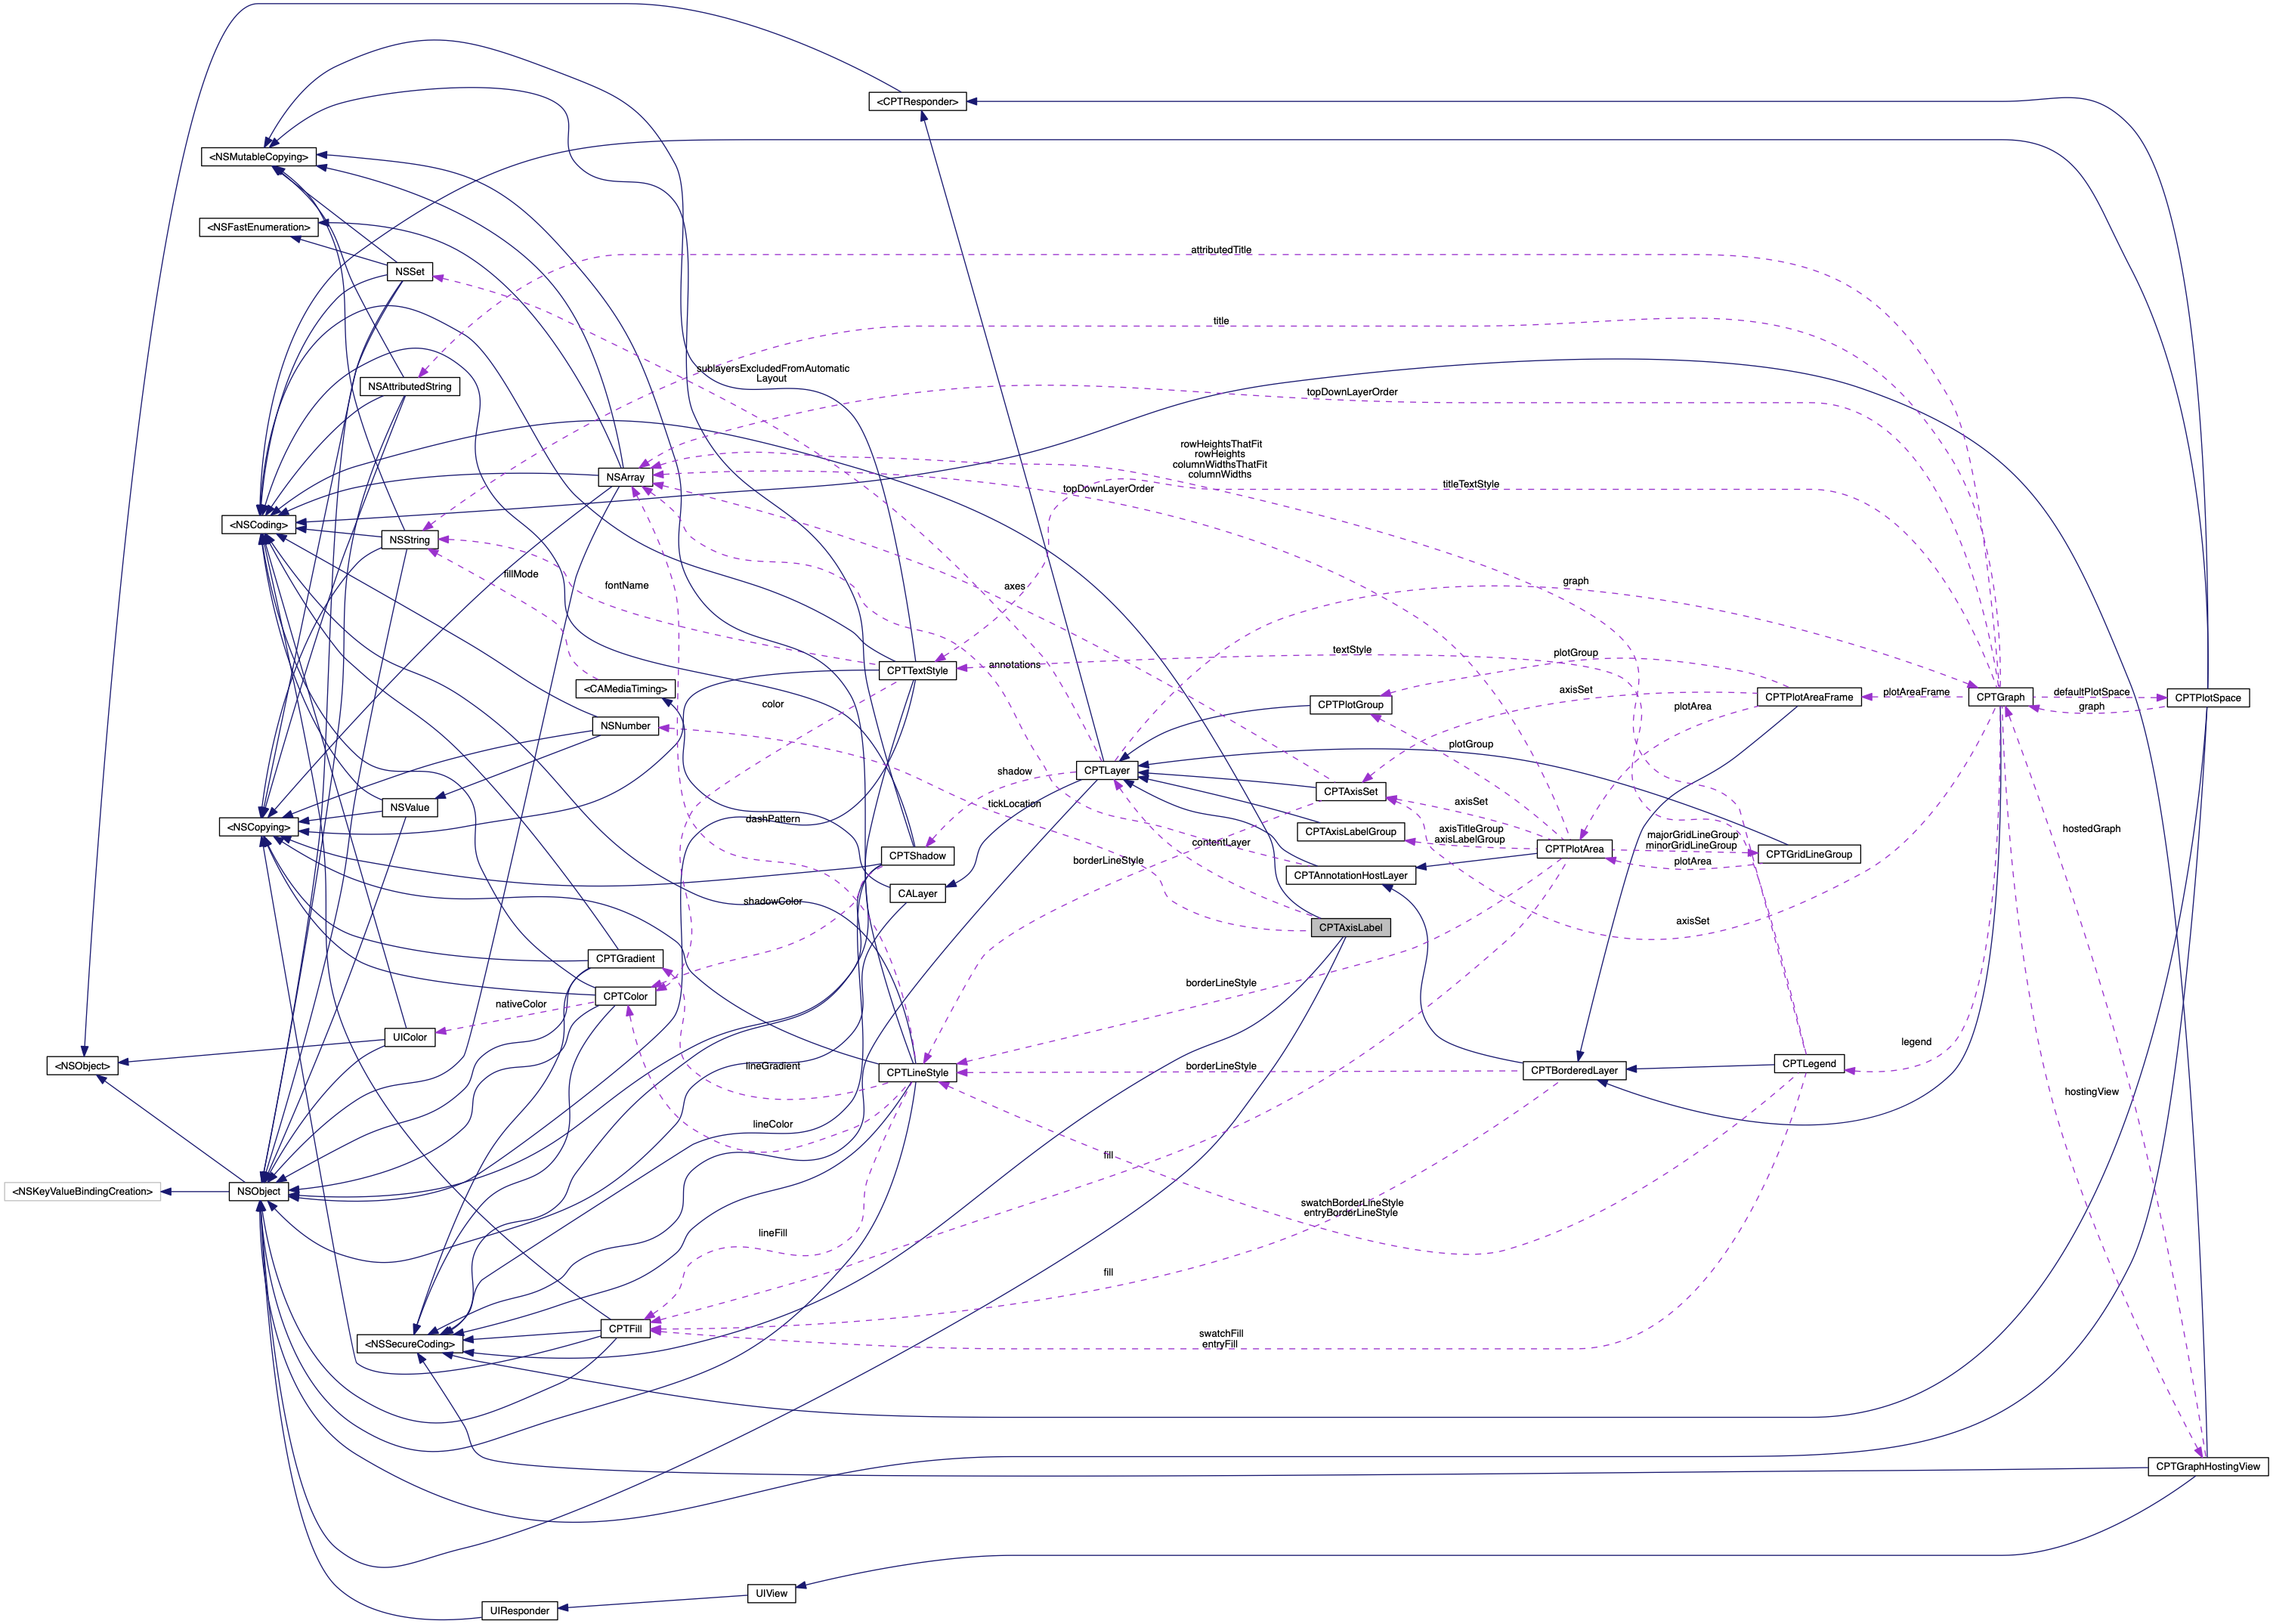 <CPTResponder>
<NSMutableCopying>
<NSFastEnumeration>
attributedTitle
NSSet
title
sublayersExcludedFromAutomatic
Layout
NSAttributedString
topDownLayerOrder
rowHeightsThatFit
rowHeights
columnWidthsThatFit
columnWidths
NSArray
topDownLayerOrder
titleTextStyle
<NSCoding>
NSString
fillMode
fontName
axes
graph
textStyle
plotGroup
annotations
CPTTextStyle
<CAMediaTiming>
color
axisSet
CPTPlotAreaFrame
plotAreaFrame
CPTGraph
defaultPlotSpace
graph
CPTPlotSpace
CPTPlotGroup
plotArea
NSNumber
plotGroup
CPTLayer
shadow
CPTAxisSet
NSValue
tickLocation
axisSet
dashPattern
<NSCopying>
CPTAxisLabelGroup
axisTitleGroup
axisLabelGroup
majorGridLineGroup
minorGridLineGroup
hostedGraph
contentLayer
CPTShadow
borderLineStyle
CPTPlotArea
plotArea
CPTGridLineGroup
CPTAnnotationHostLayer
CALayer
shadowColor
axisSet
CPTAxisLabel
CPTGradient
borderLineStyle
CPTColor
nativeColor
UIColor
legend
<NSObject>
lineGradient
CPTLineStyle
borderLineStyle
CPTBorderedLayer
CPTLegend
hostingView
lineColor
fill
<NSKeyValueBindingCreation>
NSObject
swatchBorderLineStyle
entryBorderLineStyle
lineFill
fill
CPTFill
<NSSecureCoding>
swatchFill
entryFill
CPTGraphHostingView
UIView
UIResponder